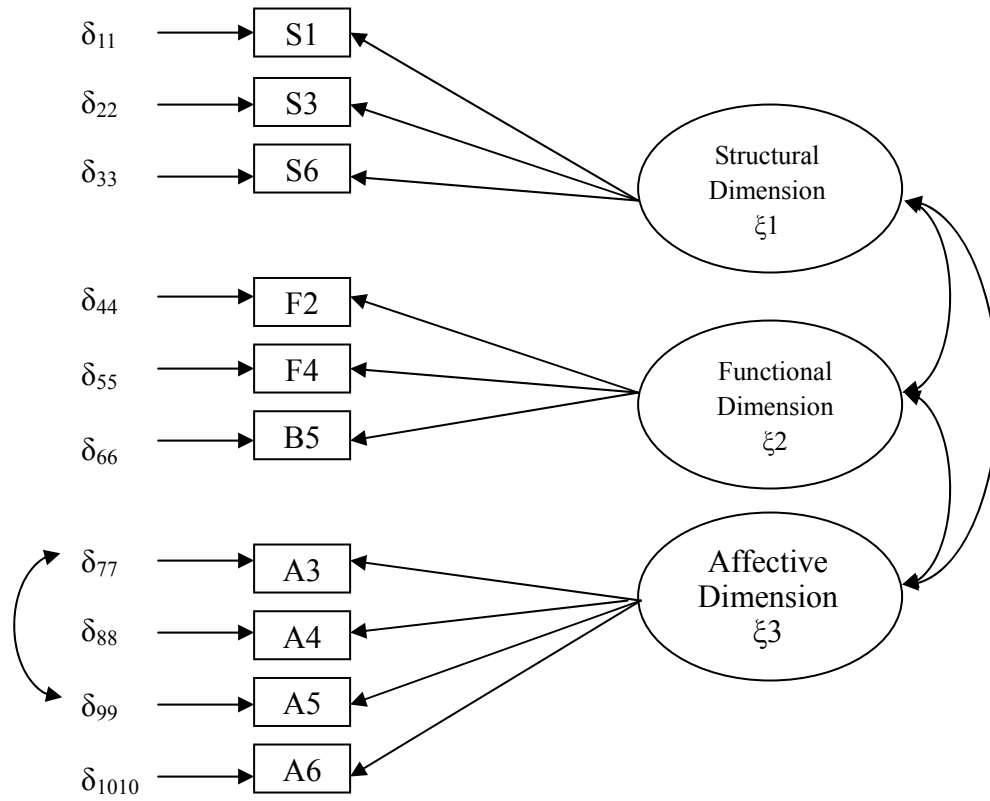 δ11 S1
δ22 S3
δ33 S6
Structural
Dimension
ξ1
δ44 F2
δ55 F4
δ66 B5
Functional
Dimension
ξ2
δ77 A3
δ88 A4
δ99 A5
δ1010 A6
Affective
Dimension
ξ3